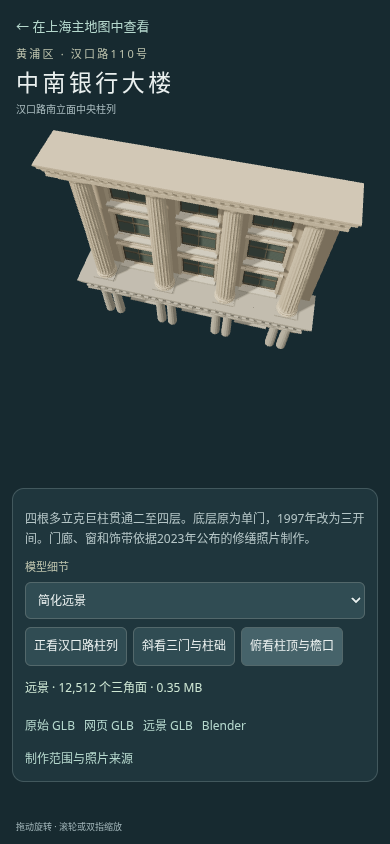 ← 在上海主地图中查看
黄浦区 · 汉口路110号
中南银行大楼
汉口路南立面中央柱列
四根多立克巨柱贯通二至四层。底层原为单门，1997年改为三开
间。门廊、窗和饰带依据2023年公布的修缮照片制作。
模型细节
简化远景
正看汉口路柱列 斜看三门与柱础 俯看柱顶与檐口
远景 · 12,512 个三角面 · 0.35 MB
原始 GLB 网页 GLB 远景 GLB Blender
制作范围与照片来源
拖动旋转 · 滚轮或双指缩放